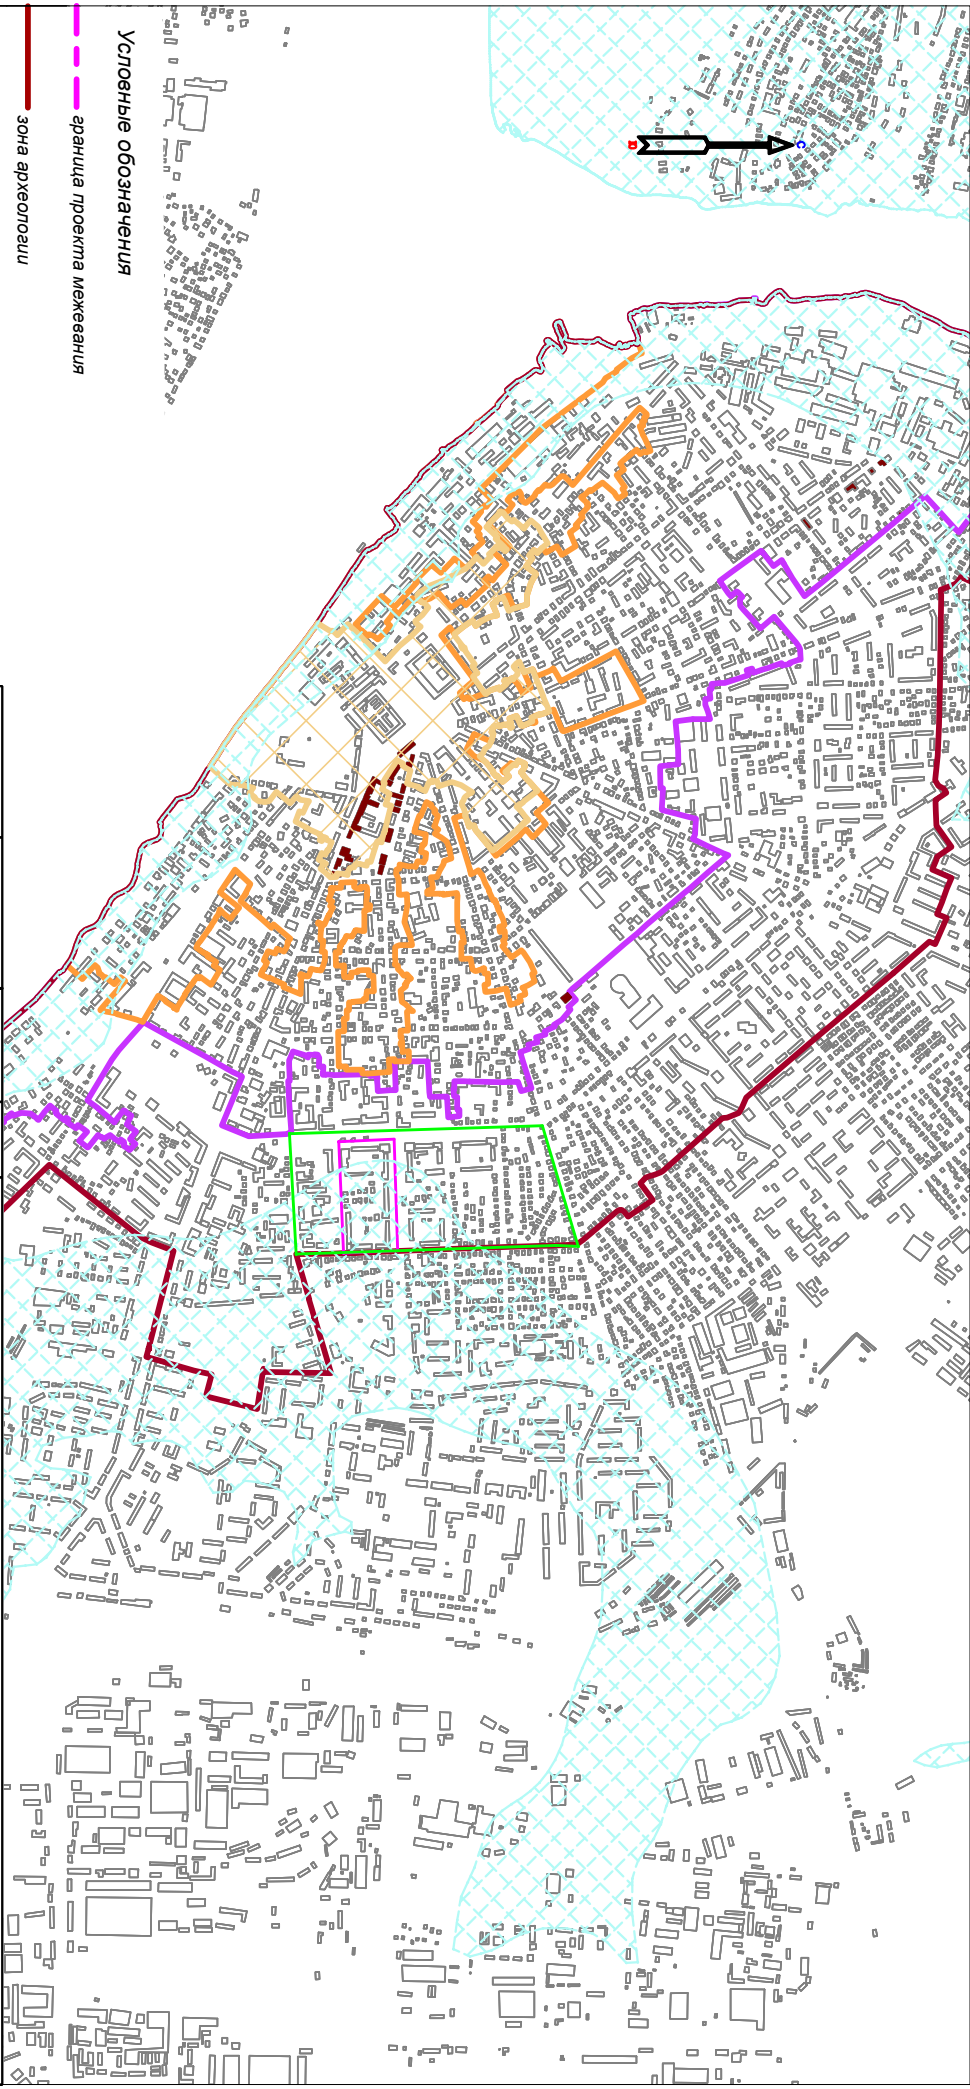 С
Ю
Условные обозначения
граница проекта межевания
зона археологии